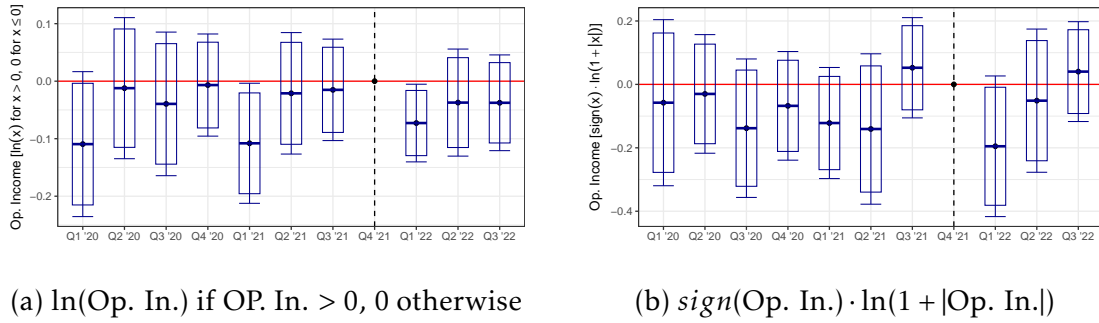 Op. Income [ln(x) for x > 0, 0 for x ≤ 0]
0.1
0.0
−0.1
−0.2
Q1 '20 Q2 '20 Q3 '20 Q4 '20 Q1 '21 Q2 '21 Q3 '21 Q4 '21 Q1 '22 Q2 '22 Q3 '22
Op. Income [sign(x) · ln(1 + |x|)]
0.2
0.0
−0.2
−0.4
Q1 '20 Q2 '20 Q3 '20 Q4 '20 Q1 '21 Q2 '21 Q3 '21 Q4 '21 Q1 '22 Q2 '22 Q3 '22
(a) ln(Op. In.) if OP. In. > 0, 0 otherwise
(b) sign(Op. In.) · ln(1 + |Op. In.|)